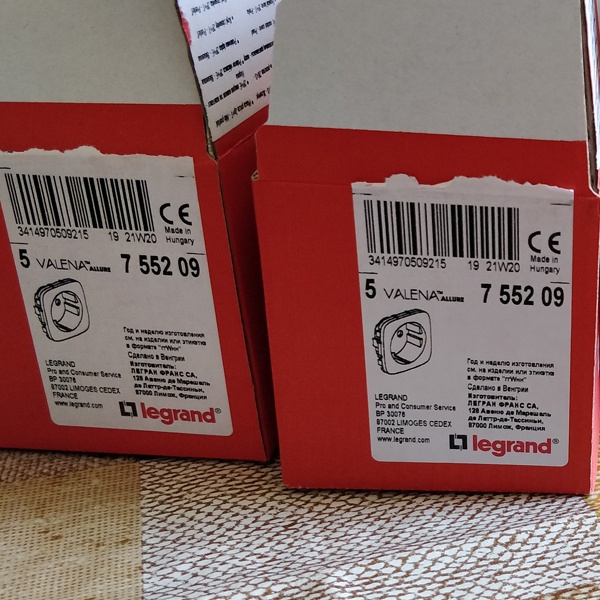 3414970509215 19 21W20
CE
Made in
Hungary
5 VALENA™ ALLURE 7 552 09
Год и неделю изготовления
см. на изделии или этикетке
в формате "ггWнн"
Сделано в Венгрии
Изготовитель:
ЛЕГРАН ФРАНС СА,
128 Авеню де Марешаль
де Латтр-де-Тассиньи,
87000 Лимож, Франция
LEGRAND
Pro and Consumer Service
BP 30076
87002 LIMOGES CEDEX
FRANCE
www.legrand.com
legrand®
3414970509215 19 21W20
CE
Made in
Hungary
5 VALENA™ ALLURE 7 552 09
Год и неделю изготовления
см. на изделии или этикетке
в формате "ггWнн"
Сделано в Венгрии
Изготовитель:
ЛЕГРАН ФРАНС СА,
128 Авеню де Марешаль
де Латтр-де-Тассиньи,
87000 Лимож, Франция
LEGRAND
Pro and Consumer Service
BP 30076
87002 LIMOGES CEDEX
FRANCE
www.legrand.com
legrand®